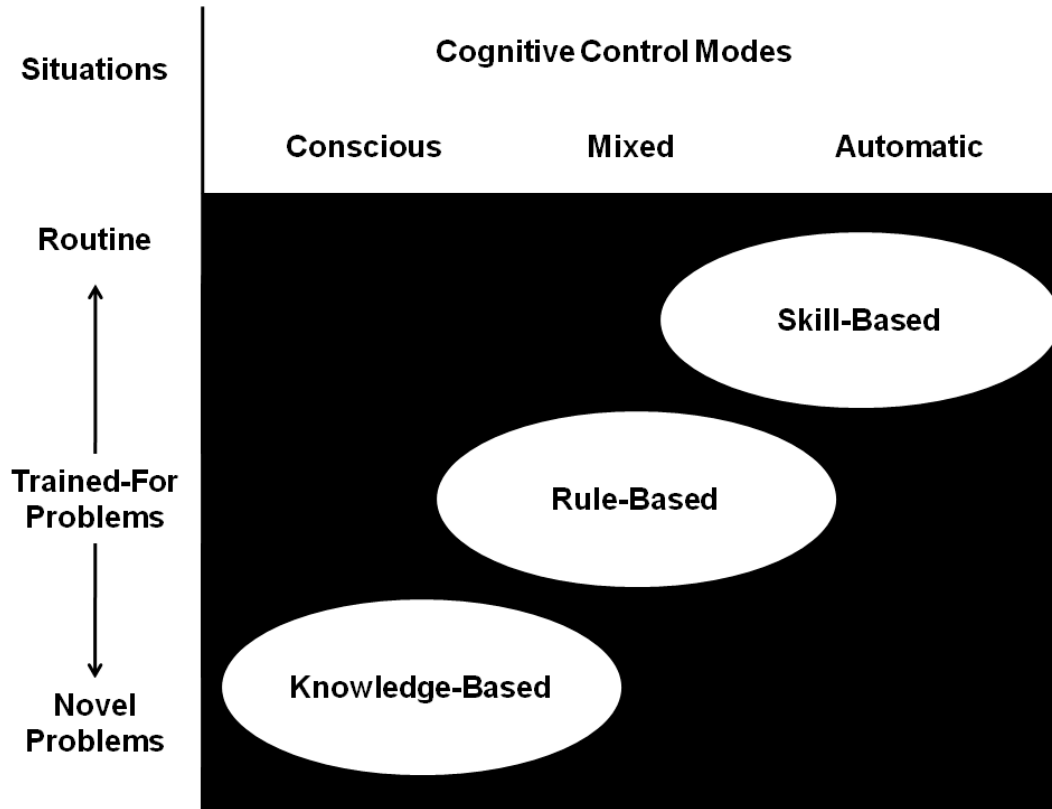 Situations
Cognitive Control Modes
Conscious
Mixed
Automatic
Routine
Skill-Based
Trained-For
Problems
Rule-Based
Novel
Problems
Knowledge-Based